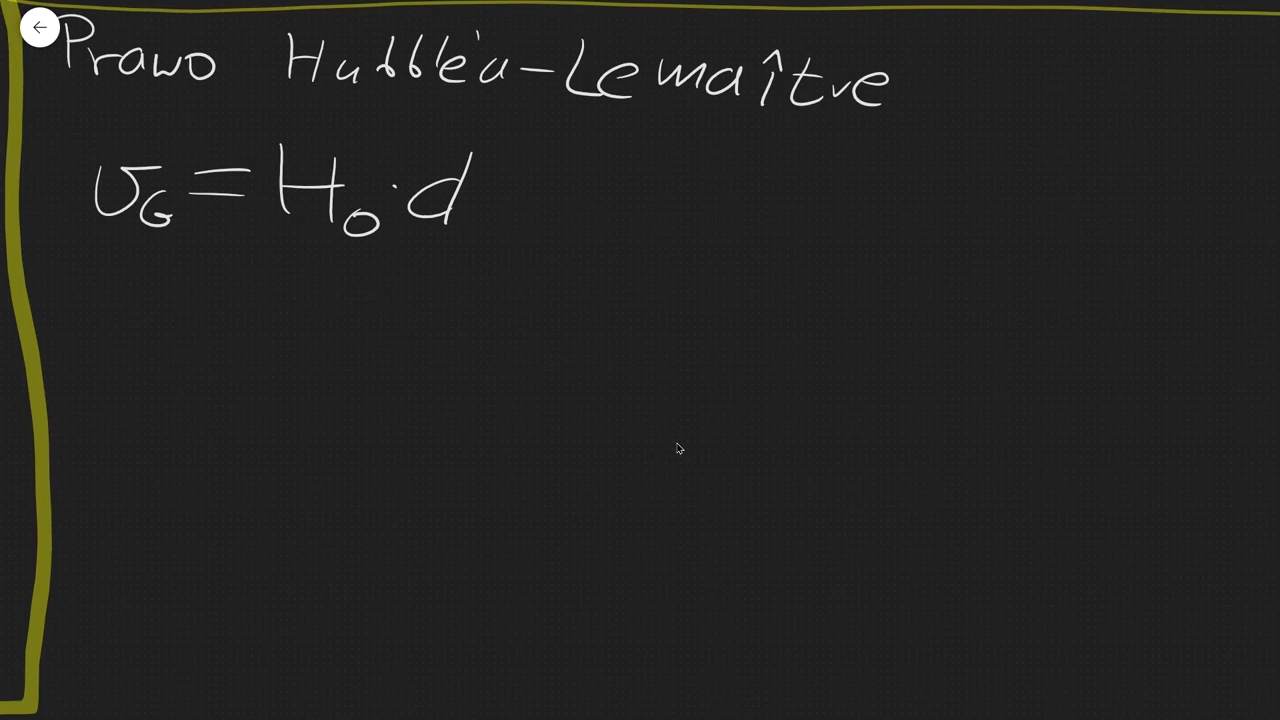 Prawo Hubble'a-Lemaître
v_G = H_0 · d